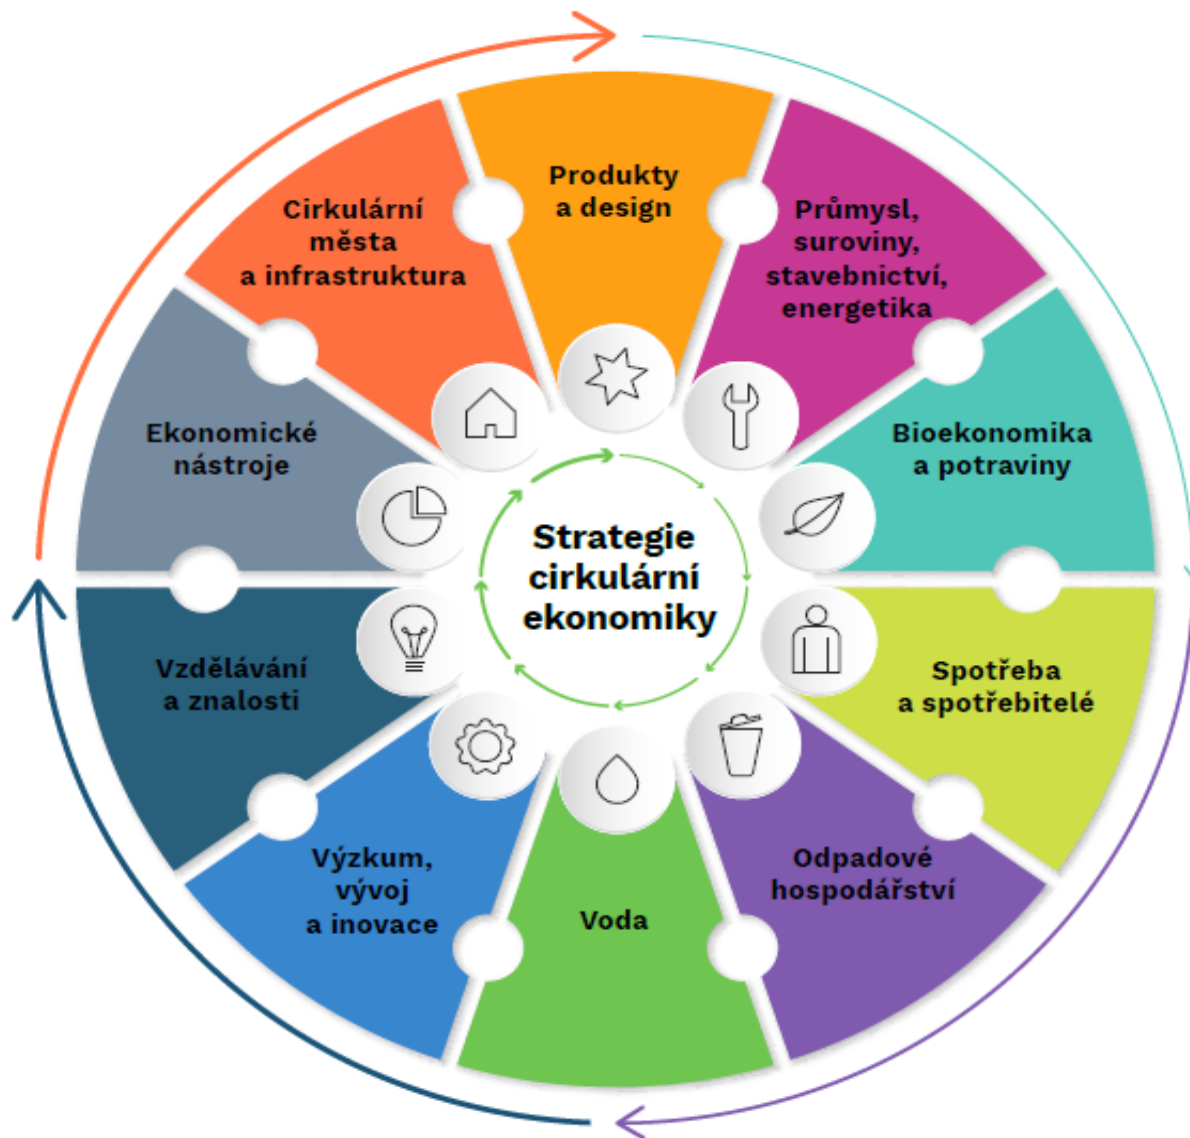 Produkty
a design
Průmysl,
suroviny,
stavebnictví,
energetika
Bioekonomika
a potraviny
Spotřeba
a spotřebitelé
Odpadové
hospodářství
Voda
Výzkum,
vývoj
a inovace
Vzdělávání
a znalosti
Ekonomické
nástroje
Cirkulární
města
a infrastruktura
Strategie
cirkulární
ekonomiky